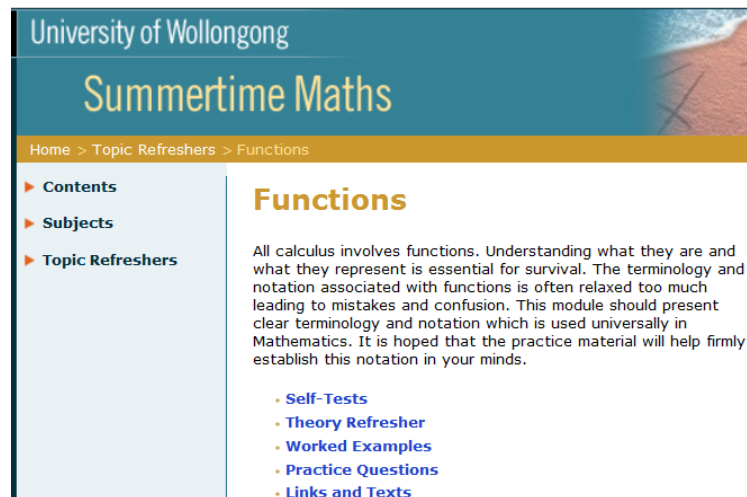 University of Wollongong
Summertime Maths
Home > Topic Refreshers > Functions
Contents
Subjects
Topic Refreshers
Functions
All calculus involves functions. Understanding what they are and
what they represent is essential for survival. The terminology and
notation associated with functions is often relaxed too much
leading to mistakes and confusion. This module should present
clear terminology and notation which is used universally in
Mathematics. It is hoped that the practice material will help firmly
establish this notation in your minds.
Self-Tests
Theory Refresher
Worked Examples
Practice Questions
Links and Texts